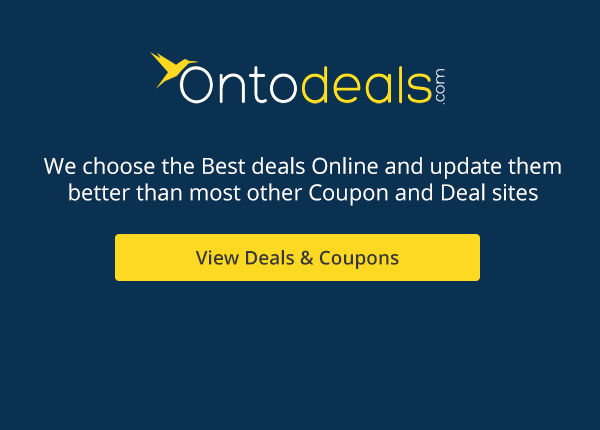 Ontodeals.com
We choose the Best deals Online and update them
better than most other Coupon and Deal sites
View Deals & Coupons